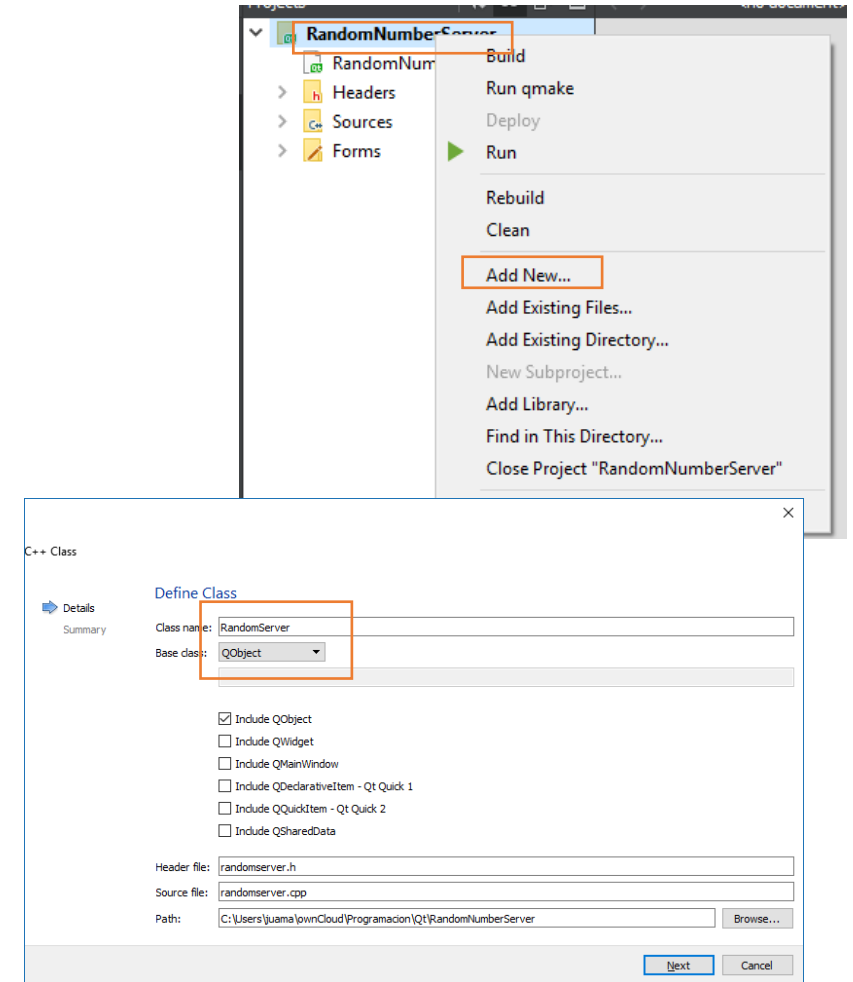 Projects
<no document>
RandomNumberServer
RandomNum
Headers
Sources
Forms
Build
Run qmake
Deploy
Run
Rebuild
Clean
Add New...
Add Existing Files...
Add Existing Directory...
New Subproject...
Add Library...
Find in This Directory...
Close Project "RandomNumberServer"
C++ Class
Details
Summary
Define Class
Class name: RandomServer
Base class: QObject
Include QObject
Include QWidget
Include QMainWindow
Include QDeclarativeItem - Qt Quick 1
Include QQuickItem - Qt Quick 2
Include QSharedData
Header file: randomserver.h
Source file: randomserver.cpp
Path: C:\Users\juama\ownCloud\Programacion\Qt\RandomNumberServer Browse...
Next Cancel